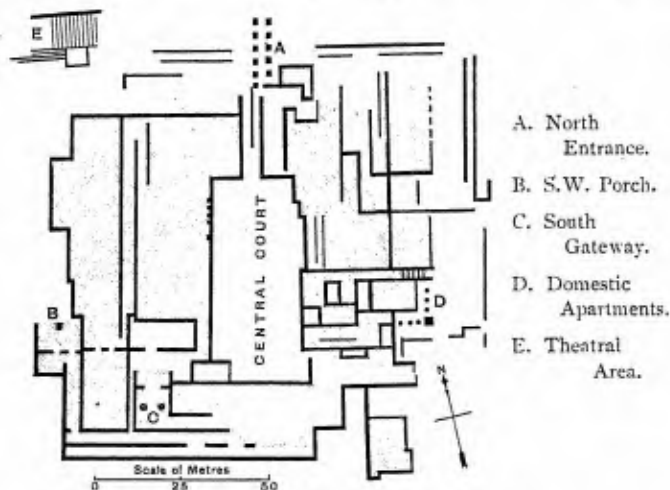 E
A
CENTRAL COURT
B
C
D
N
Scale of Metres
0 25 50
A. North
Entrance.
B. S.W. Porch.
C. South
Gateway.
D. Domestic
Apartments.
E. Theatral
Area.